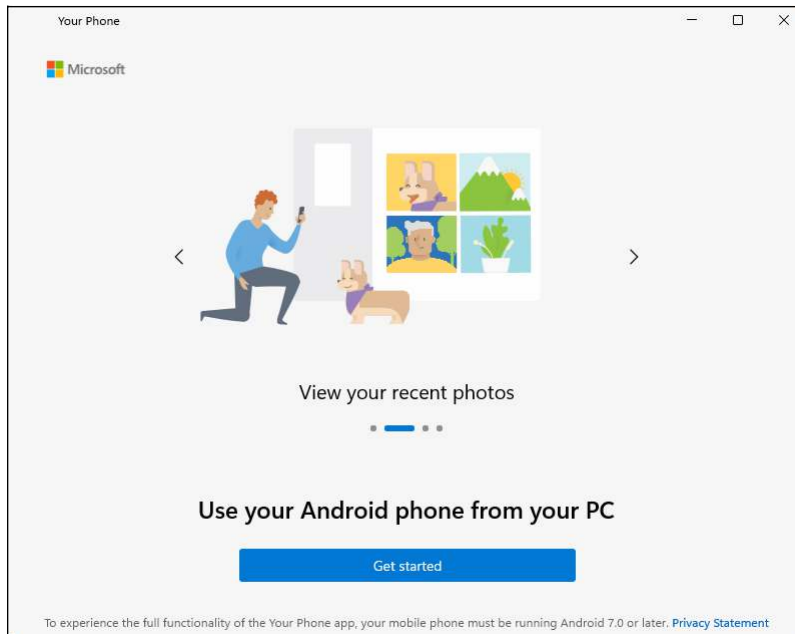 Your Phone
Microsoft
View your recent photos
Use your Android phone from your PC
Get started
To experience the full functionality of the Your Phone app, your mobile phone must be running Android 7.0 or later. Privacy Statement